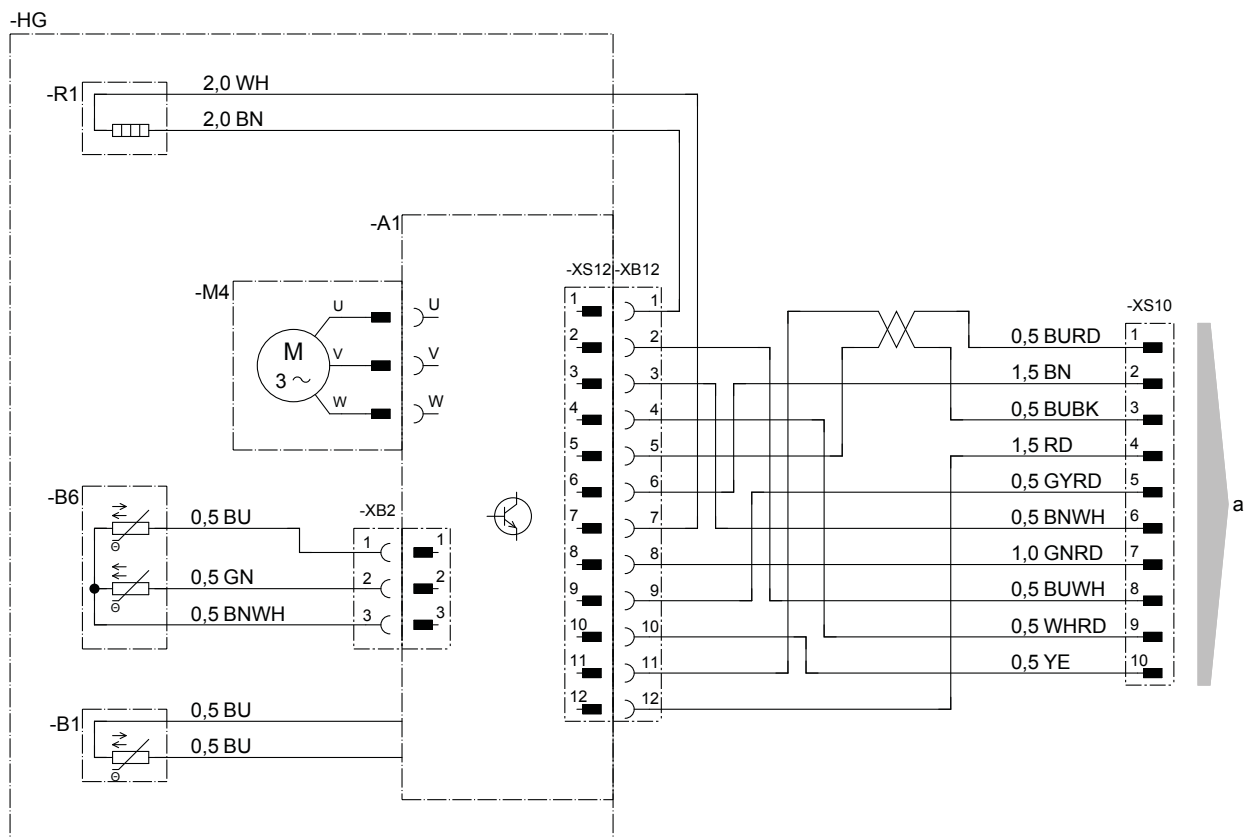 -HG
-R1
2,0 WH
2,0 BN
-A1
-M4
M
3 ~
U
V
W
U
V
W
-B6
Θ
Θ
0,5 BU
0,5 GN
0,5 BNWH
-XB2
1
2
3
1
2
3
-B1
Θ
0,5 BU
0,5 BU
-XS12
1
2
3
4
5
6
7
8
9
10
11
12
-XB12
1
2
3
4
5
6
7
8
9
10
11
12
-XS10
0,5 BURD 1
1,5 BN 2
0,5 BUBK 3
1,5 RD 4
0,5 GYRD 5
0,5 BNWH 6
1,0 GNRD 7
0,5 BUWH 8
0,5 WHRD 9
0,5 YE 10
a